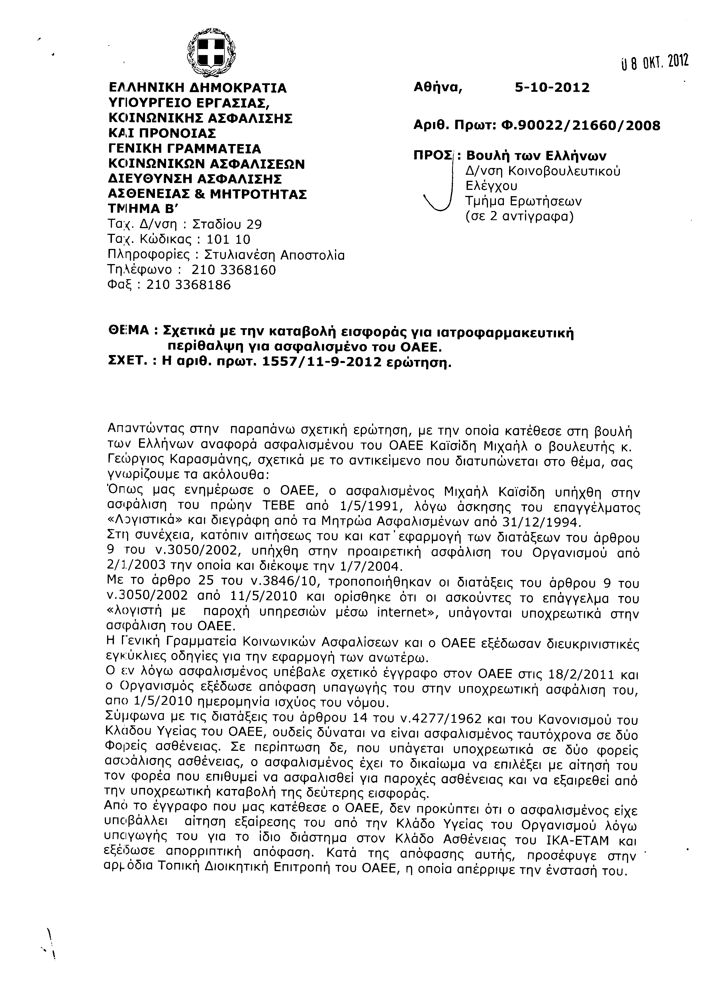 08 ΟΚΤ. 2012
ΕΛΛΗΝΙΚΗ ΔΗΜΟΚΡΑΤΙΑ
ΥΠΟΥΡΓΕΙΟ ΕΡΓΑΣΙΑΣ,
ΚΟΙΝΩΝΙΚΗΣ ΑΣΦΑΛΙΣΗΣ
ΚΑΙ ΠΡΟΝΟΙΑΣ
ΓΕΝΙΚΗ ΓΡΑΜΜΑΤΕΙΑ
ΚΟΙΝΩΝΙΚΩΝ ΑΣΦΑΛΙΣΕΩΝ
ΔΙΕΥΘΥΝΣΗ ΑΣΦΑΛΙΣΗΣ
ΑΣΘΕΝΕΙΑΣ & ΜΗΤΡΟΤΗΤΑΣ
ΤΜΗΜΑ Β’
Ταχ. Δ/νση : Σταδίου 29
Ταχ. Κώδικας : 101 10
Πληροφορίες : Στυλιανέση Αποστολία
Τηλέφωνο : 210 3368160
Φαξ : 210 3368186
Αθήνα, 5-10-2012
Αριθ. Πρωτ: Φ.90022/21660/2008
ΠΡΟΣ : Βουλή των Ελλήνων
Δ/νση Κοινοβουλευτικού
Ελέγχου
Τμήμα Ερωτήσεων
(σε 2 αντίγραφα)
ΘΕΜΑ : Σχετικά με την καταβολή εισφοράς για ιατροφαρμακευτική
περίθαλψη για ασφαλισμένο του ΟΑΕΕ.
ΣΧΕΤ. : Η αριθ. πρωτ. 1557/11-9-2012 ερώτηση.
Απαντώντας στην παραπάνω σχετική ερώτηση, με την οποία κατέθεσε στη βουλή
των Ελλήνων αναφορά ασφαλισμένου του ΟΑΕΕ Καϊσίδη Μιχαήλ ο βουλευτής κ.
Γεώργιος Καρασμάνης, σχετικά με το αντικείμενο που διατυπώνεται στο θέμα, σας
γνωρίζουμε τα ακόλουθα:
Όπως μας ενημέρωσε ο ΟΑΕΕ, ο ασφαλισμένος Μιχαήλ Καϊσίδη υπήχθη στην
ασφάλιση του πρώην ΤΕΒΕ από 1/5/1991, λόγω άσκησης του επαγγέλματος
«Λογιστικά» και διεγράφη από τα Μητρώα Ασφαλισμένων από 31/12/1994.
Στη συνέχεια, κατόπιν αιτήσεως του και κατ΄εφαρμογή των διατάξεων του άρθρου
9 του ν.3050/2002, υπήχθη στην προαιρετική ασφάλιση του Οργανισμού από
2/1/2003 την οποία και διέκοψε την 1/7/2004.
Με το άρθρο 25 του ν.3846/10, τροποποιήθηκαν οι διατάξεις του άρθρου 9 του
ν.3050/2002 από 11/5/2010 και ορίσθηκε ότι οι ασκούντες το επάγγελμα του
«λογιστή με παροχή υπηρεσιών μέσω internet», υπάγονται υποχρεωτικά στην
ασφάλιση του ΟΑΕΕ.
Η Γενική Γραμματεία Κοινωνικών Ασφαλίσεων και ο ΟΑΕΕ εξέδωσαν διευκρινιστικές
εγκύκλιες οδηγίες για την εφαρμογή των ανωτέρω.
Ο εν λόγω ασφαλισμένος υπέβαλε σχετικό έγγραφο στον ΟΑΕΕ στις 18/2/2011 και
ο Οργανισμός εξέδωσε απόφαση υπαγωγής του στην υποχρεωτική ασφάλιση του,
απο 1/5/2010 ημερομηνία ισχύος του νόμου.
Σύμφωνα με τις διατάξεις του άρθρου 14 του ν.4277/1962 και του Κανονισμού του
Κλάδου Υγείας του ΟΑΕΕ, ουδείς δύναται να είναι ασφαλισμένος ταυτόχρονα σε δύο
Φορείς ασθένειας. Σε περίπτωση δε, που υπάγεται υποχρεωτικά σε δύο φορείς
ασφάλισης ασθένειας, ο ασφαλισμένος έχει το δικαίωμα να επιλέξει με αίτησή του
τον φορέα που επιθυμεί να ασφαλισθεί για παροχές ασθένειας και να εξαιρεθεί από
την υποχρεωτική καταβολή της δεύτερης εισφοράς.
Από το έγγραφο που μας κατέθεσε ο ΟΑΕΕ, δεν προκύπτει ότι ο ασφαλισμένος είχε
υποβάλλει αίτηση εξαίρεσης του από την Κλάδο Υγείας του Οργανισμού λόγω
υπαγωγής του για το ίδιο διάστημα στον Κλάδο Ασθένειας του ΙΚΑ-ΕΤΑΜ και
εξέδωσε απορριπτική απόφαση. Κατά της απόφασης αυτής, προσέφυγε στην
αρμόδια Τοπική Διοικητική Επιτροπή του ΟΑΕΕ, η οποία απέρριψε την ένστασή του.